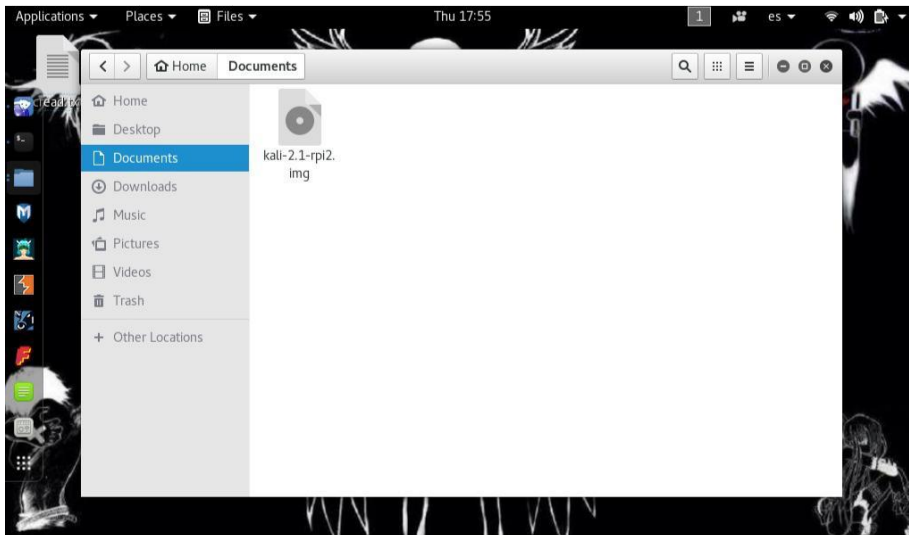 Applications Places Files Thu 17:55 1 es
Home Documents
Home
Desktop
Documents
Downloads
Music
Pictures
Videos
Trash
+ Other Locations
kali-2.1-rpi2.
img